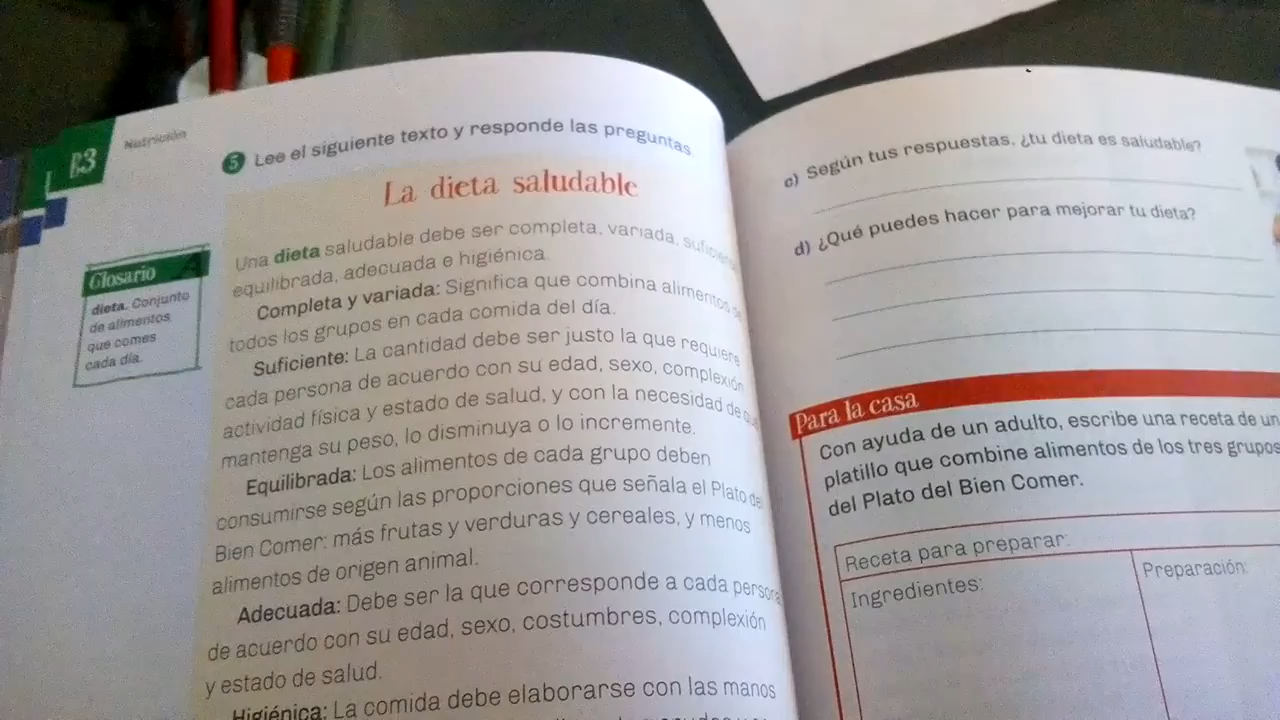 B3
Nutrición
5 Lee el siguiente texto y responde las preguntas.
La dieta saludable
Una dieta saludable debe ser completa, variada,
equilibrada, adecuada e higiénica.
Completa y variada: Significa que combina alimentos
todos los grupos en cada comida del día.
Suficiente: La cantidad debe ser justo la que requiere
cada persona de acuerdo con su edad, sexo, complexión
actividad física y estado de salud, y con la necesidad de
mantenga su peso, lo disminuya o lo incremente.
Equilibrada: Los alimentos de cada grupo deben
consumirse según las proporciones que señala el Plato de
Bien Comer: más frutas y verduras y cereales, y menos
alimentos de origen animal.
Adecuada: Debe ser la que corresponde a cada persona
de acuerdo con su edad, sexo, costumbres, complexión
y estado de salud.
Higiénica: La comida debe elaborarse con las manos
Glosario
dieta. Conjunto
de alimentos
que comes
cada día.
c) Según tus respuestas, ¿tu dieta es saludable?
d) ¿Qué puedes hacer para mejorar tu dieta?
Para la casa
Con ayuda de un adulto, escribe una receta de un
platillo que combine alimentos de los tres grupos
del Plato del Bien Comer.
Receta para preparar:
Ingredientes:
Preparación: